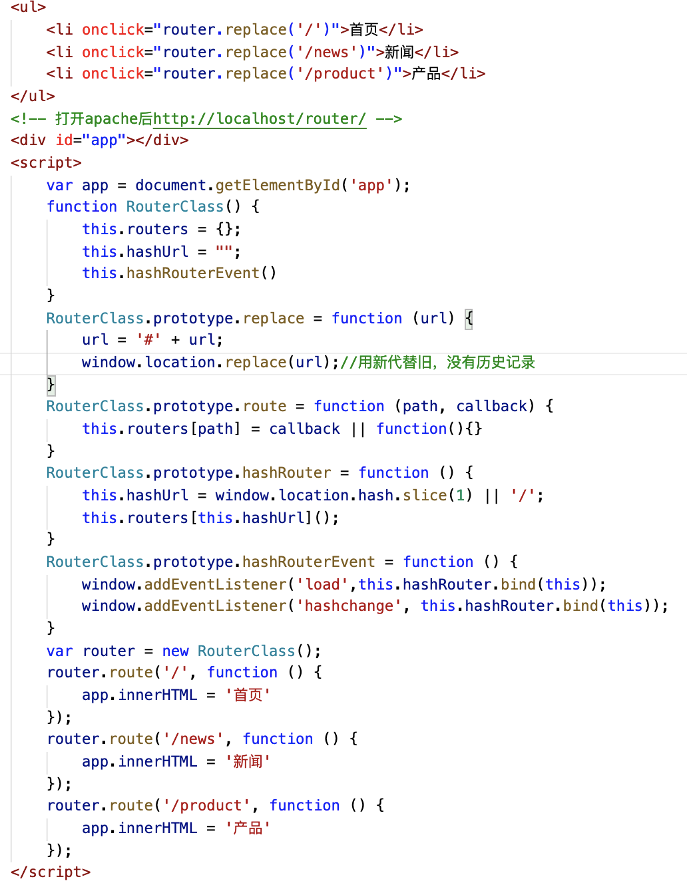 <ul>
    <li onclick="router.replace('/')">首页</li>
    <li onclick="router.replace('/news')">新闻</li>
    <li onclick="router.replace('/product')">产品</li>
</ul>
<!-- 打开apache后http://localhost/router/ -->
<div id="app"></div>
<script>
    var app = document.getElementById('app');
    function RouterClass() {
        this.routers = {};
        this.hashUrl = "";
        this.hashRouterEvent()
    }
    RouterClass.prototype.replace = function (url) {
        url = '#' + url;
        window.location.replace(url);//用新代替旧，没有历史记录
    }
    RouterClass.prototype.route = function (path, callback) {
        this.routers[path] = callback || function(){}
    }
    RouterClass.prototype.hashRouter = function () {
        this.hashUrl = window.location.hash.slice(1) || '/';
        this.routers[this.hashUrl]();
    }
    RouterClass.prototype.hashRouterEvent = function () {
        window.addEventListener('load',this.hashRouter.bind(this));
        window.addEventListener('hashchange', this.hashRouter.bind(this));
    }
    var router = new RouterClass();
    router.route('/', function () {
        app.innerHTML = '首页'
    });
    router.route('/news', function () {
        app.innerHTML = '新闻'
    });
    router.route('/product', function () {
        app.innerHTML = '产品'
    });
</script>